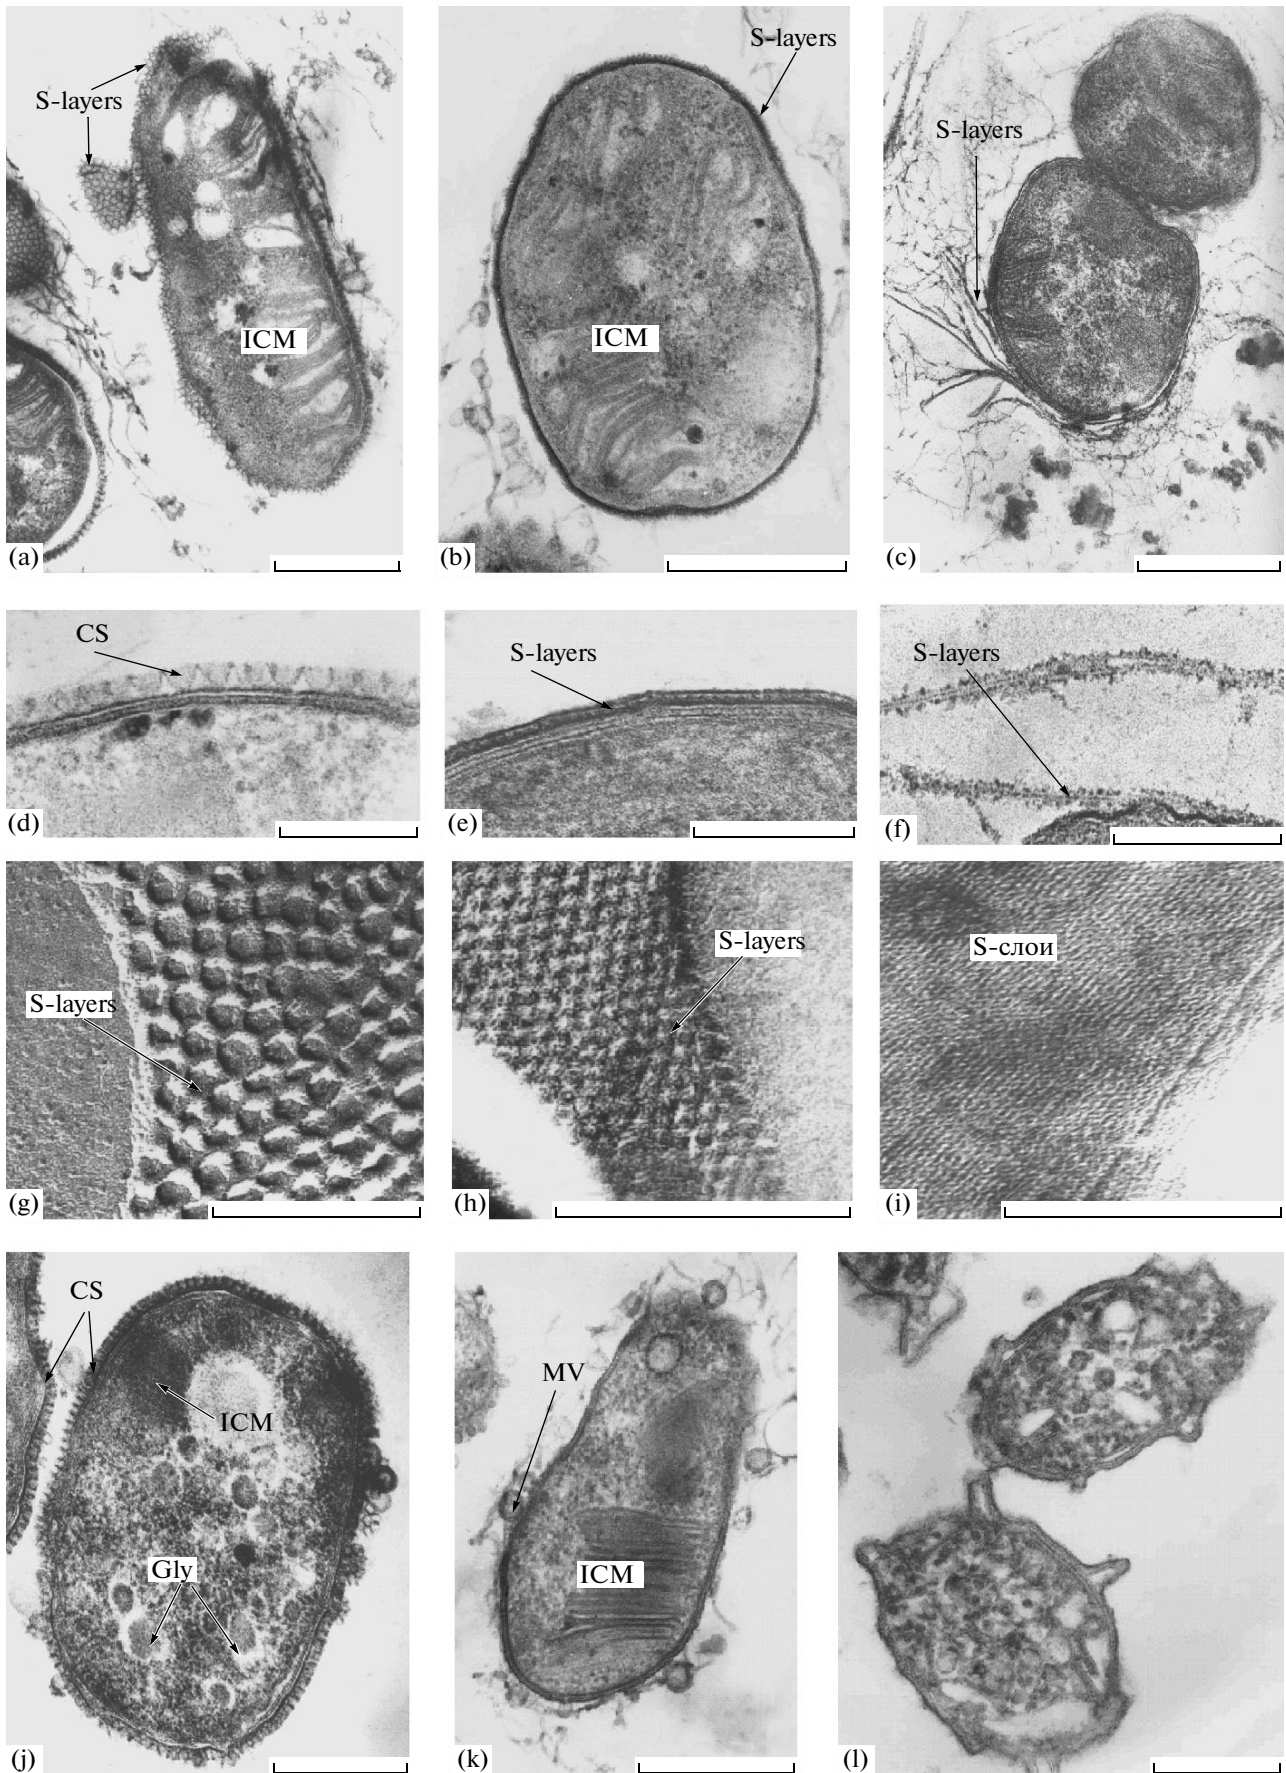 S-layers
ICM
(a)
S-layers
ICM
(b)
S-layers
(c)
CS
(d)
S-layers
(e)
S-layers
(f)
S-layers
(g)
S-layers
(h)
S-слои
(i)
CS
ICM
Gly
(j)
MV
ICM
(k)
(l)